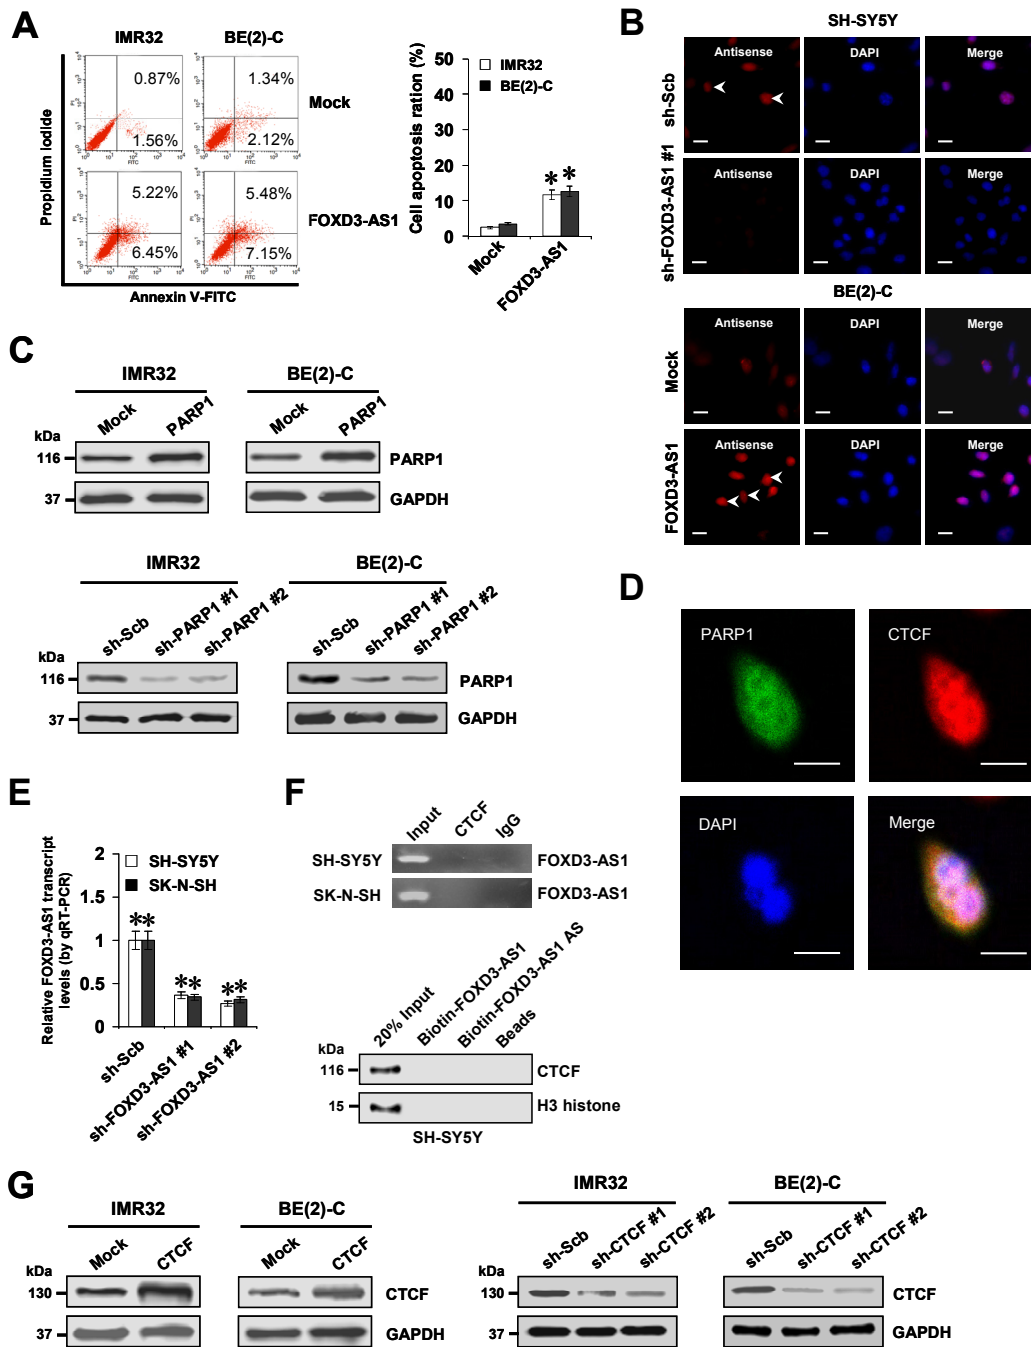 A
IMR32
BE(2)-C
Propidium iodide
0.87%
1.56%
1.34%
2.12%
Mock
5.22%
6.45%
5.48%
7.15%
FOXD3-AS1
Annexin V-FITC
Cell apoptosis ration (%)
50
40
30
20
10
0
IMR32
BE(2)-C
* *
Mock
FOXD3-AS1
B
SH-SY5Y
sh-Scb
Antisense
DAPI
Merge
sh-FOXD3-AS1 #1
Antisense
DAPI
Merge
BE(2)-C
Mock
Antisense
DAPI
Merge
FOXD3-AS1
Antisense
DAPI
Merge
C
IMR32
BE(2)-C
Mock
PARP1
Mock
PARP1
kDa
116
PARP1
37
GAPDH
IMR32
BE(2)-C
sh-Scb
sh-PARP1 #1
sh-PARP1 #2
sh-Scb
sh-PARP1 #1
sh-PARP1 #2
kDa
116
PARP1
37
GAPDH
D
PARP1
CTCF
DAPI
Merge
E
Relative FOXD3-AS1 transcript
levels (by qRT-PCR)
2
1.5
1
0.5
0
SH-SY5Y
SK-N-SH
**
**
**
sh-Scb
sh-FOXD3-AS1 #1
sh-FOXD3-AS1 #2
F
Input
CTCF
IgG
SH-SY5Y
FOXD3-AS1
SK-N-SH
FOXD3-AS1
20% Input
Biotin-FOXD3-AS1
Biotin-FOXD3-AS1 AS
Beads
kDa
116
CTCF
15
H3 histone
SH-SY5Y
G
IMR32
BE(2)-C
Mock
CTCF
Mock
CTCF
kDa
130
CTCF
37
GAPDH
IMR32
BE(2)-C
sh-Scb
sh-CTCF #1
sh-CTCF #2
sh-Scb
sh-CTCF #1
sh-CTCF #2
kDa
130
CTCF
37
GAPDH